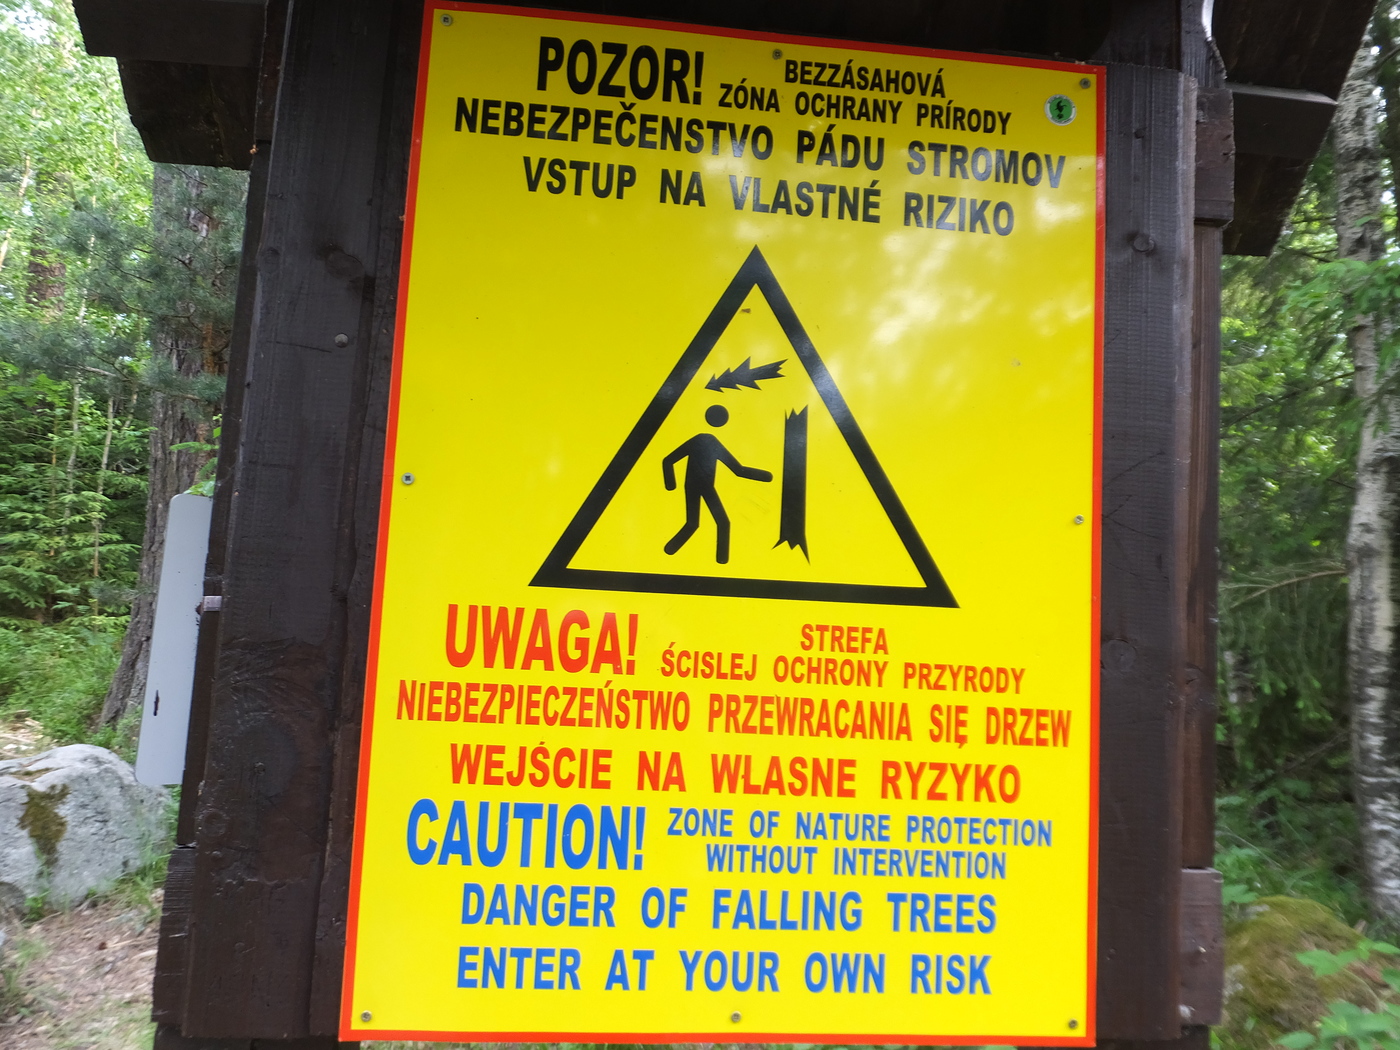 POZOR! BEZZÁSAHOVÁ
ZÓNA OCHRANY PRÍRODY
NEBEZPEČENSTVO PÁDU STROMOV
VSTUP NA VLASTNÉ RIZIKO
UWAGA! STREFA
ŚCISLEJ OCHRONY PRZYRODY
NIEBEZPIECZEŃSTWO PRZEWRACANIA SIĘ DRZEW
WEJŚCIE NA WŁASNE RYZYKO
CAUTION! ZONE OF NATURE PROTECTION
WITHOUT INTERVENTION
DANGER OF FALLING TREES
ENTER AT YOUR OWN RISK